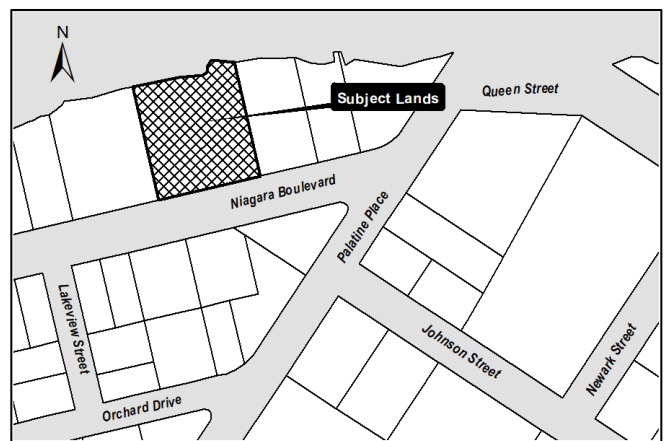 N
Subject Lands
Queen Street
Niagara Boulevard
Palatine Place
Lakeview Street
Johnson Street
Newark Street
Orchard Drive